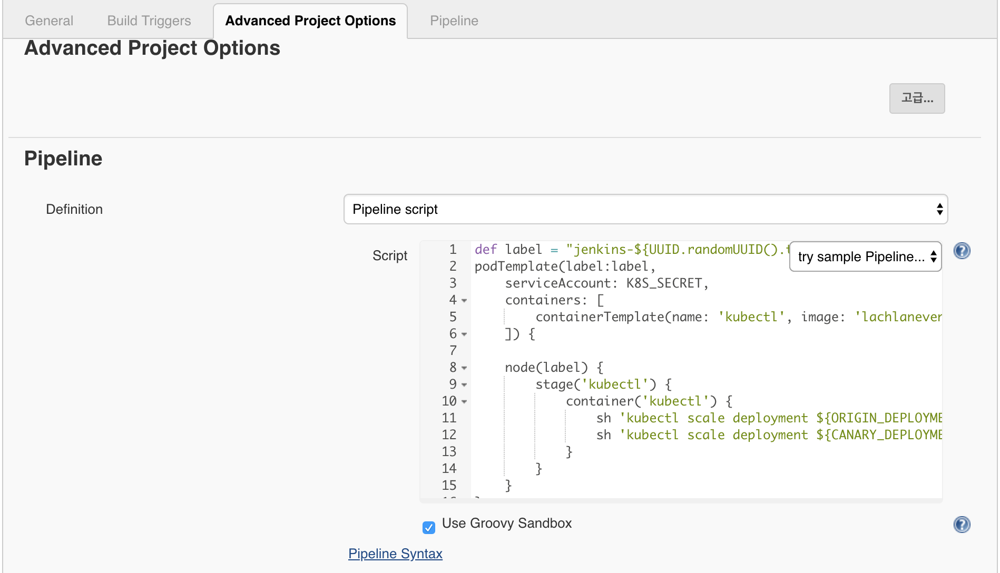 General Build Triggers Advanced Project Options Pipeline
Advanced Project Options
고급...
Pipeline
Definition Pipeline script
Script
try sample Pipeline...
1 def label = "jenkins-${UUID.randomUUID().t
2 podTemplate(label:label,
3 serviceAccount: K8S_SECRET,
4 containers: [
5 containerTemplate(name: 'kubectl', image: 'lachlanever
6 ]) {
7
8 node(label) {
9 stage('kubectl') {
10 container('kubectl') {
11 sh 'kubectl scale deployment ${ORIGIN_DEPLOYME
12 sh 'kubectl scale deployment ${CANARY_DEPLOYME
13 }
14 }
15 }
Use Groovy Sandbox
Pipeline Syntax